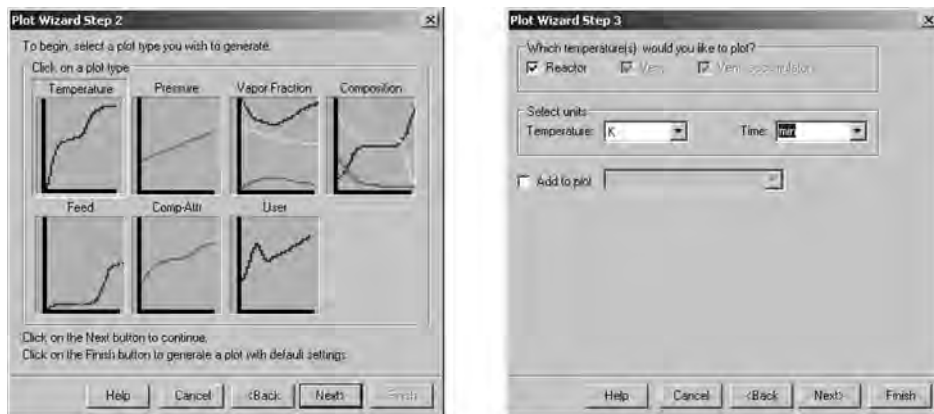 Plot Wizard Step 2
To begin, select a plot type you wish to generate.
Click on a plot type
Temperature Pressure Vapor Fraction Composition
Feed Comp-Attr User
Click on the Next button to continue.
Click on the Finish button to generate a plot with default settings
Help Cancel <Back Next> Finish
Plot Wizard Step 3
Which temperature(s) would you like to plot?
Reactor Vent Vent accumulator
Select units
Temperature: K Time: min
Add to plot
Help Cancel <Back Next> Finish